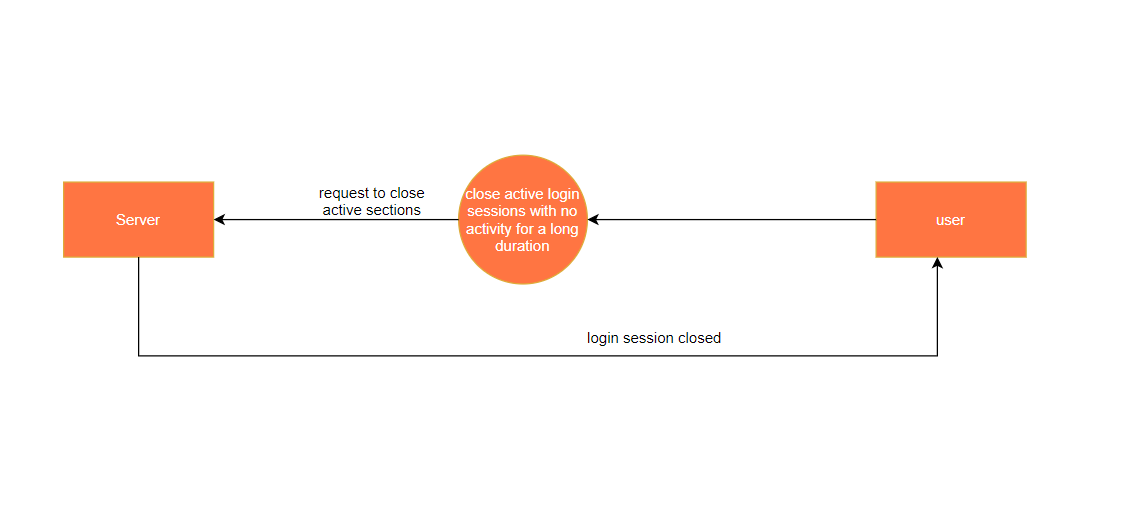 request to close
active sections
close active login
sessions with no
activity for a long
duration
Server
user
login session closed